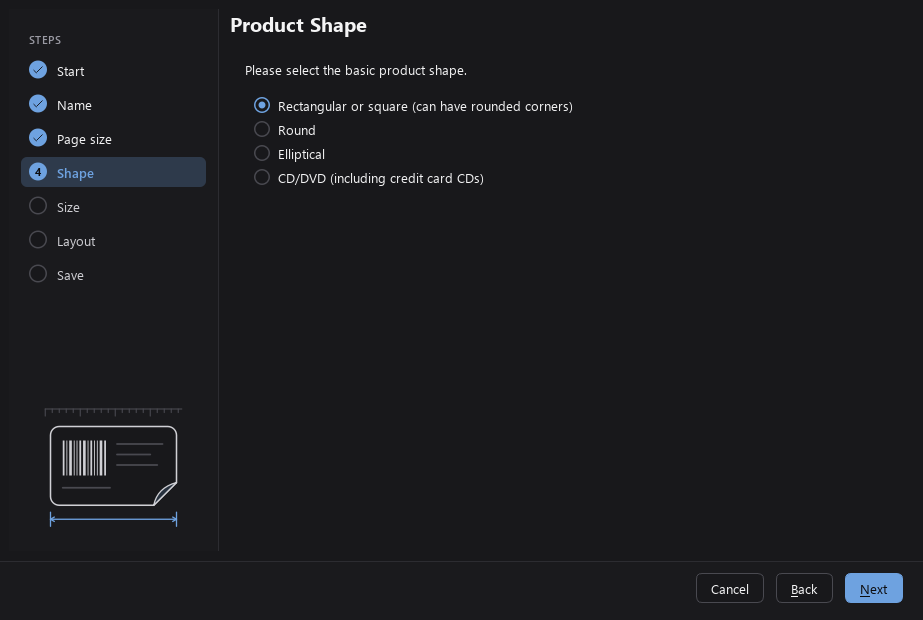 STEPS
Start
Name
Page size
4 Shape
Size
Layout
Save
Product Shape
Please select the basic product shape.
Rectangular or square (can have rounded corners)
Round
Elliptical
CD/DVD (including credit card CDs)
Cancel
Back
Next